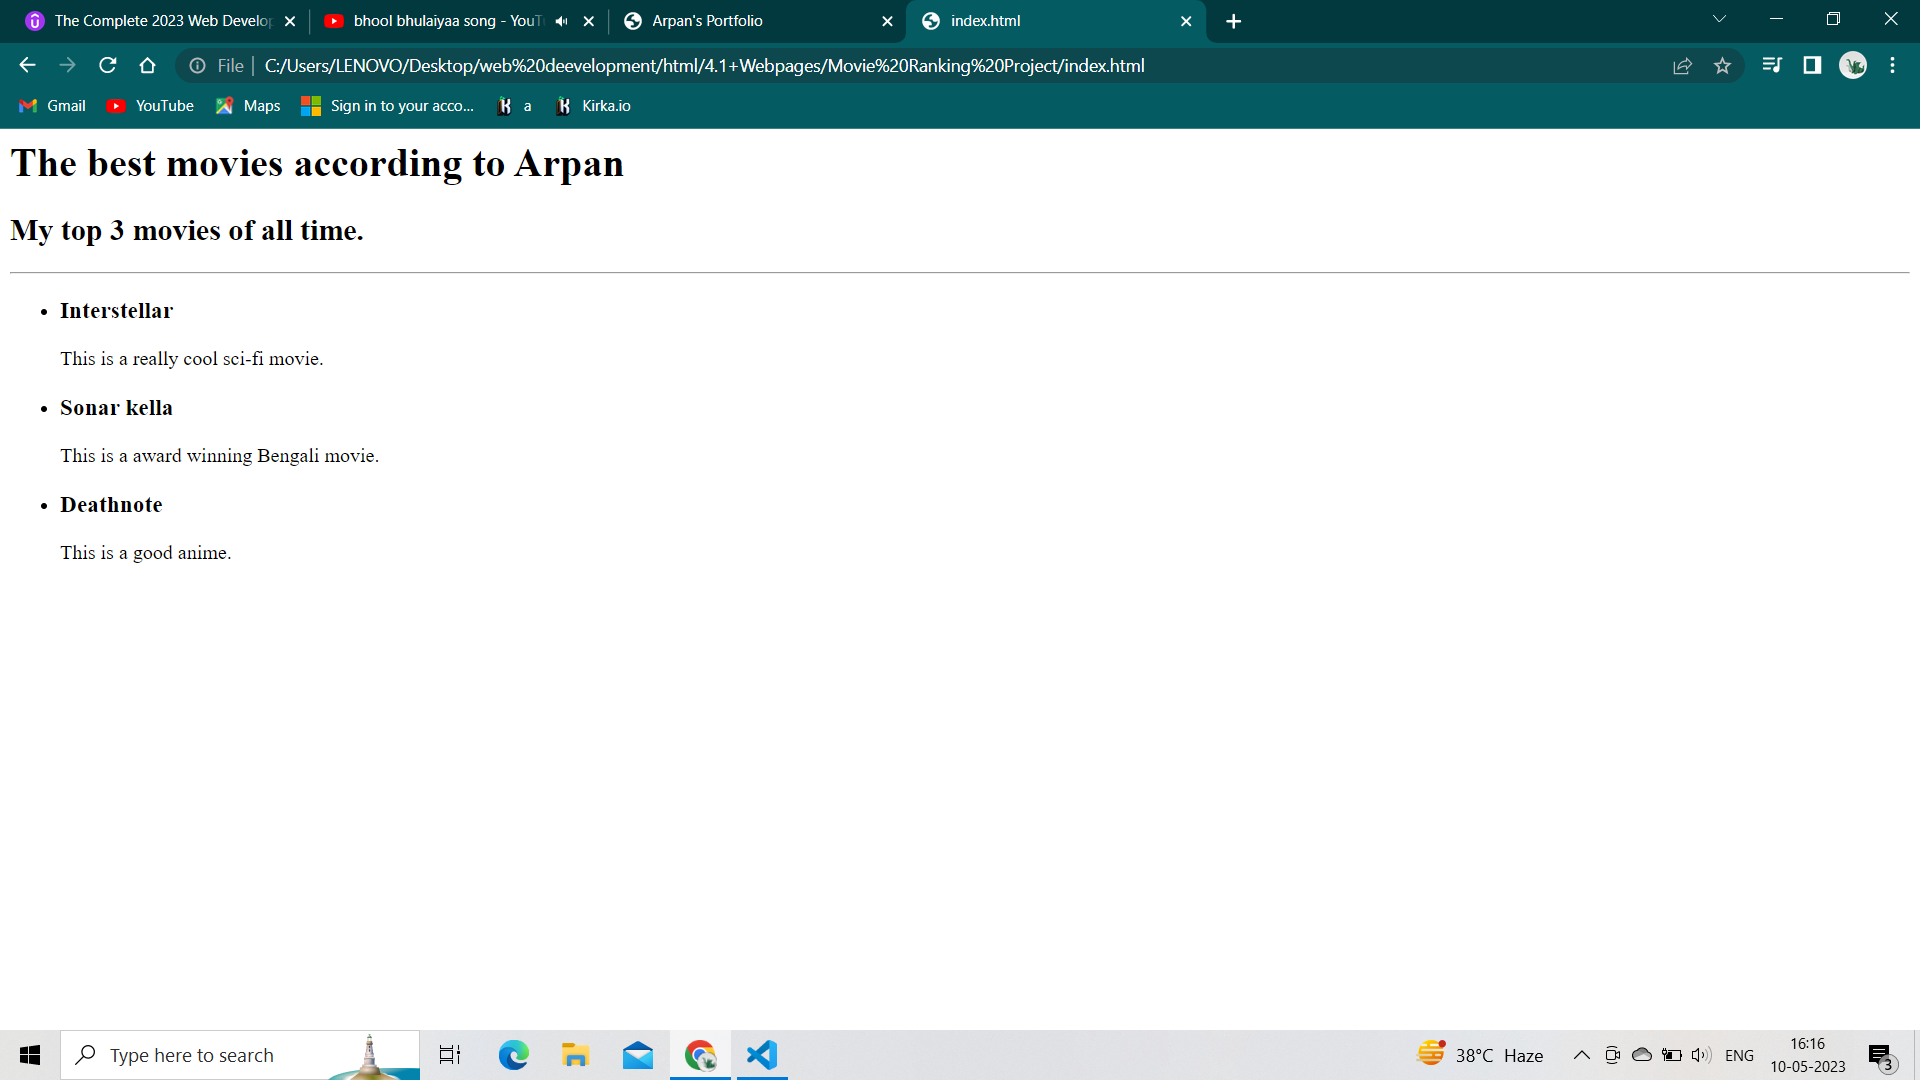 The Complete 2023 Web Develop
bhool bhulaiyaa song - YouT
Arpan's Portfolio
index.html
File
C:/Users/LENOVO/Desktop/web%20deevelopment/html/4.1+Webpages/Movie%20Ranking%20Project/index.html
Gmail
YouTube
Maps
Sign in to your acco...
a
Kirka.io
The best movies according to Arpan
My top 3 movies of all time.
Interstellar
This is a really cool sci-fi movie.
Sonar kella
This is a award winning Bengali movie.
Deathnote
This is a good anime.
Type here to search
38°C Haze
ENG
16:16
10-05-2023
3